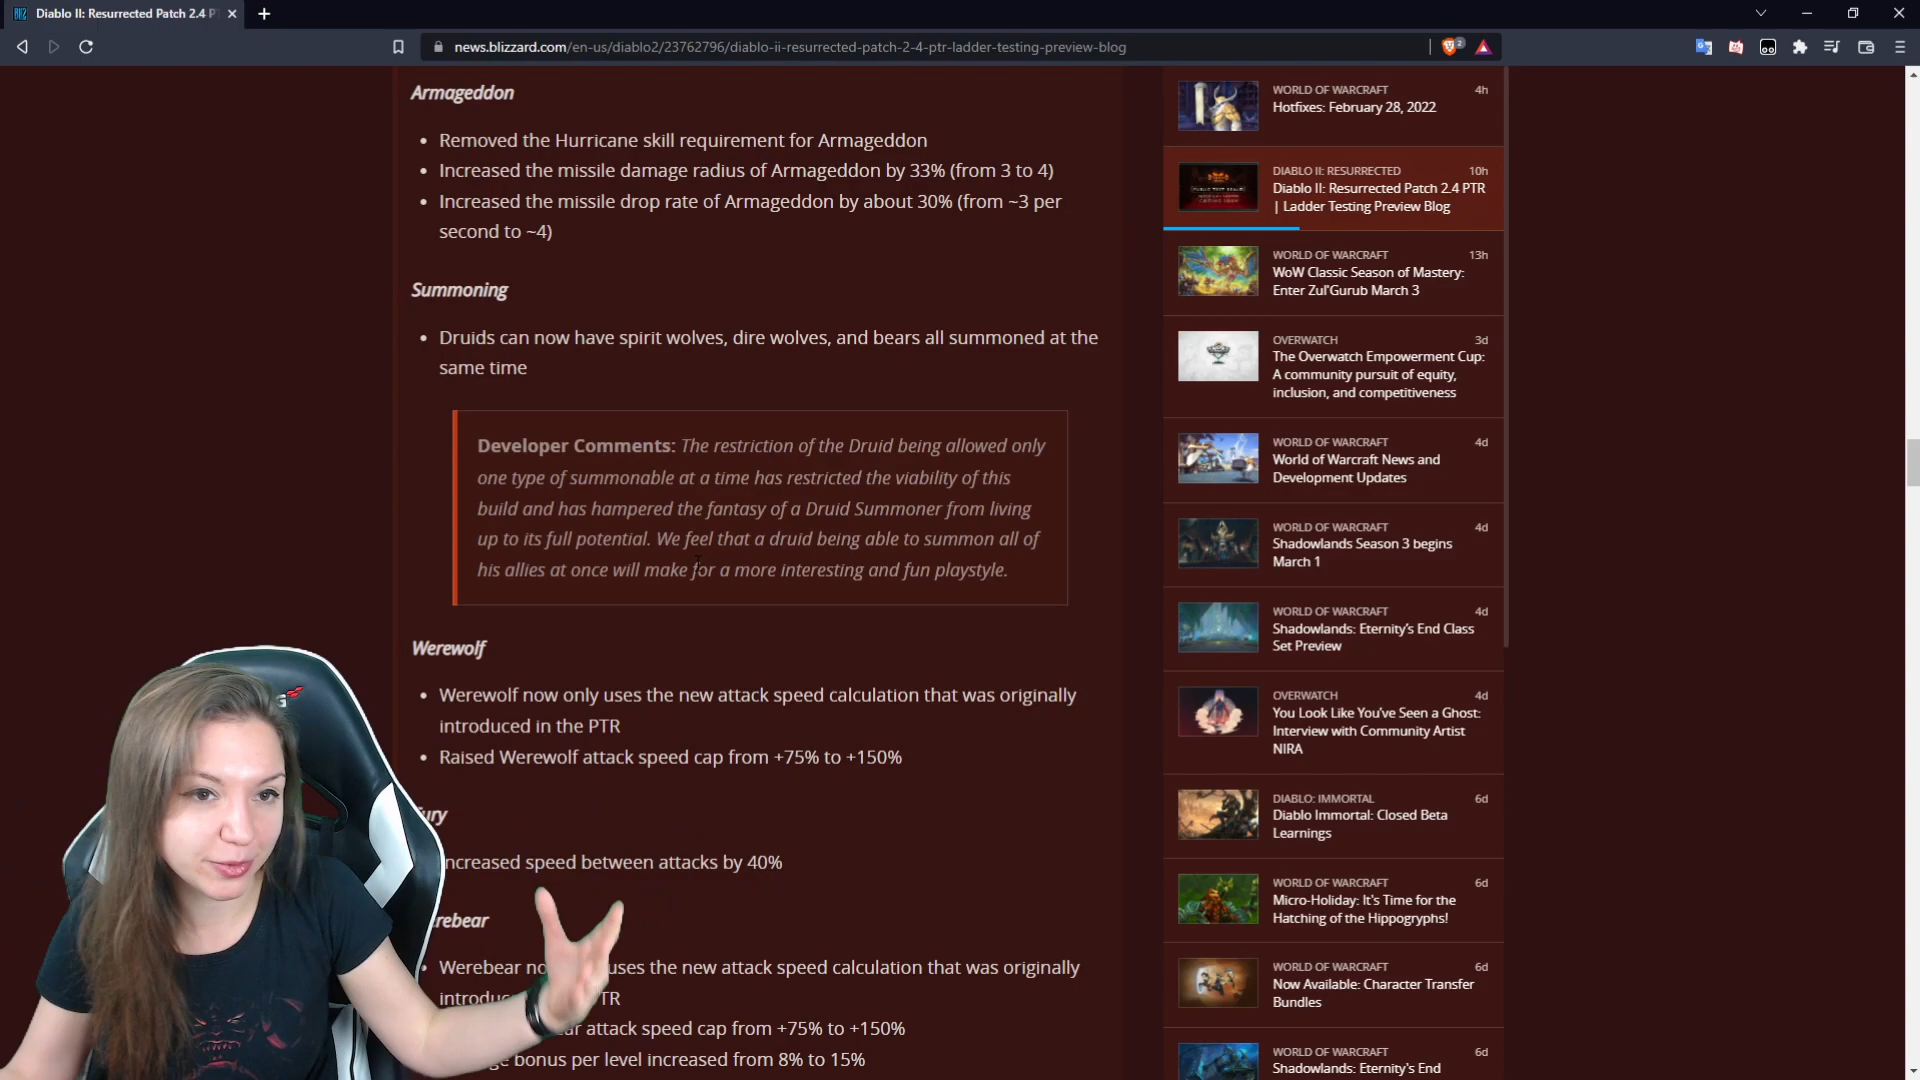 Diablo II: Resurrected Patch 2.4 P
news.blizzard.com/en-us/diablo2/23762796/diablo-ii-resurrected-patch-2-4-ptr-ladder-testing-preview-blog
2
Armageddon
• Removed the Hurricane skill requirement for Armageddon
• Increased the missile damage radius of Armageddon by 33% (from 3 to 4)
• Increased the missile drop rate of Armageddon by about 30% (from ~3 per
second to ~4)
Summoning
• Druids can now have spirit wolves, dire wolves, and bears all summoned at the
same time
Developer Comments: The restriction of the Druid being allowed only
one type of summonable at a time has restricted the viability of this
build and has hampered the fantasy of a Druid Summoner from living
up to its full potential. We feel that a druid being able to summon all of
his allies at once will make for a more interesting and fun playstyle.
Werewolf
• Werewolf now only uses the new attack speed calculation that was originally
introduced in the PTR
• Raised Werewolf attack speed cap from +75% to +150%
ury
ncreased speed between attacks by 40%
rebear
• Werebear no uses the new attack speed calculation that was originally
introduc TR
ar attack speed cap from +75% to +150%
ge bonus per level increased from 8% to 15%
WORLD OF WARCRAFT 4h
Hotfixes: February 28, 2022
DIABLO II: RESURRECTED 10h
Diablo II: Resurrected Patch 2.4 PTR
| Ladder Testing Preview Blog
WORLD OF WARCRAFT 13h
WoW Classic Season of Mastery:
Enter Zul'Gurub March 3
OVERWATCH 3d
The Overwatch Empowerment Cup:
A community pursuit of equity,
inclusion, and competitiveness
WORLD OF WARCRAFT 4d
World of Warcraft News and
Development Updates
WORLD OF WARCRAFT 4d
Shadowlands Season 3 begins
March 1
WORLD OF WARCRAFT 4d
Shadowlands: Eternity's End Class
Set Preview
OVERWATCH 4d
You Look Like You've Seen a Ghost:
Interview with Community Artist
NIRA
DIABLO: IMMORTAL 6d
Diablo Immortal: Closed Beta
Learnings
WORLD OF WARCRAFT 6d
Micro-Holiday: It's Time for the
Hatching of the Hippogryphs!
WORLD OF WARCRAFT 6d
Now Available: Character Transfer
Bundles
WORLD OF WARCRAFT 6d
Shadowlands: Eternity's End